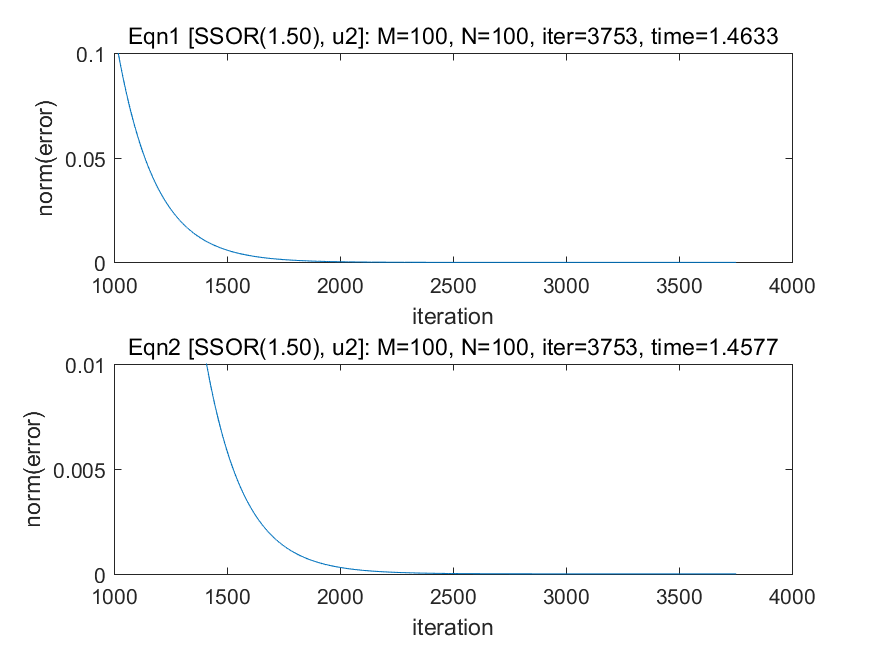 Eqn1 [SSOR(1.50), u2]: M=100, N=100, iter=3753, time=1.4633
0.1
0.05
0
norm(error)
1000 1500 2000 2500 3000 3500 4000
iteration
Eqn2 [SSOR(1.50), u2]: M=100, N=100, iter=3753, time=1.4577
0.01
0.005
0
norm(error)
1000 1500 2000 2500 3000 3500 4000
iteration